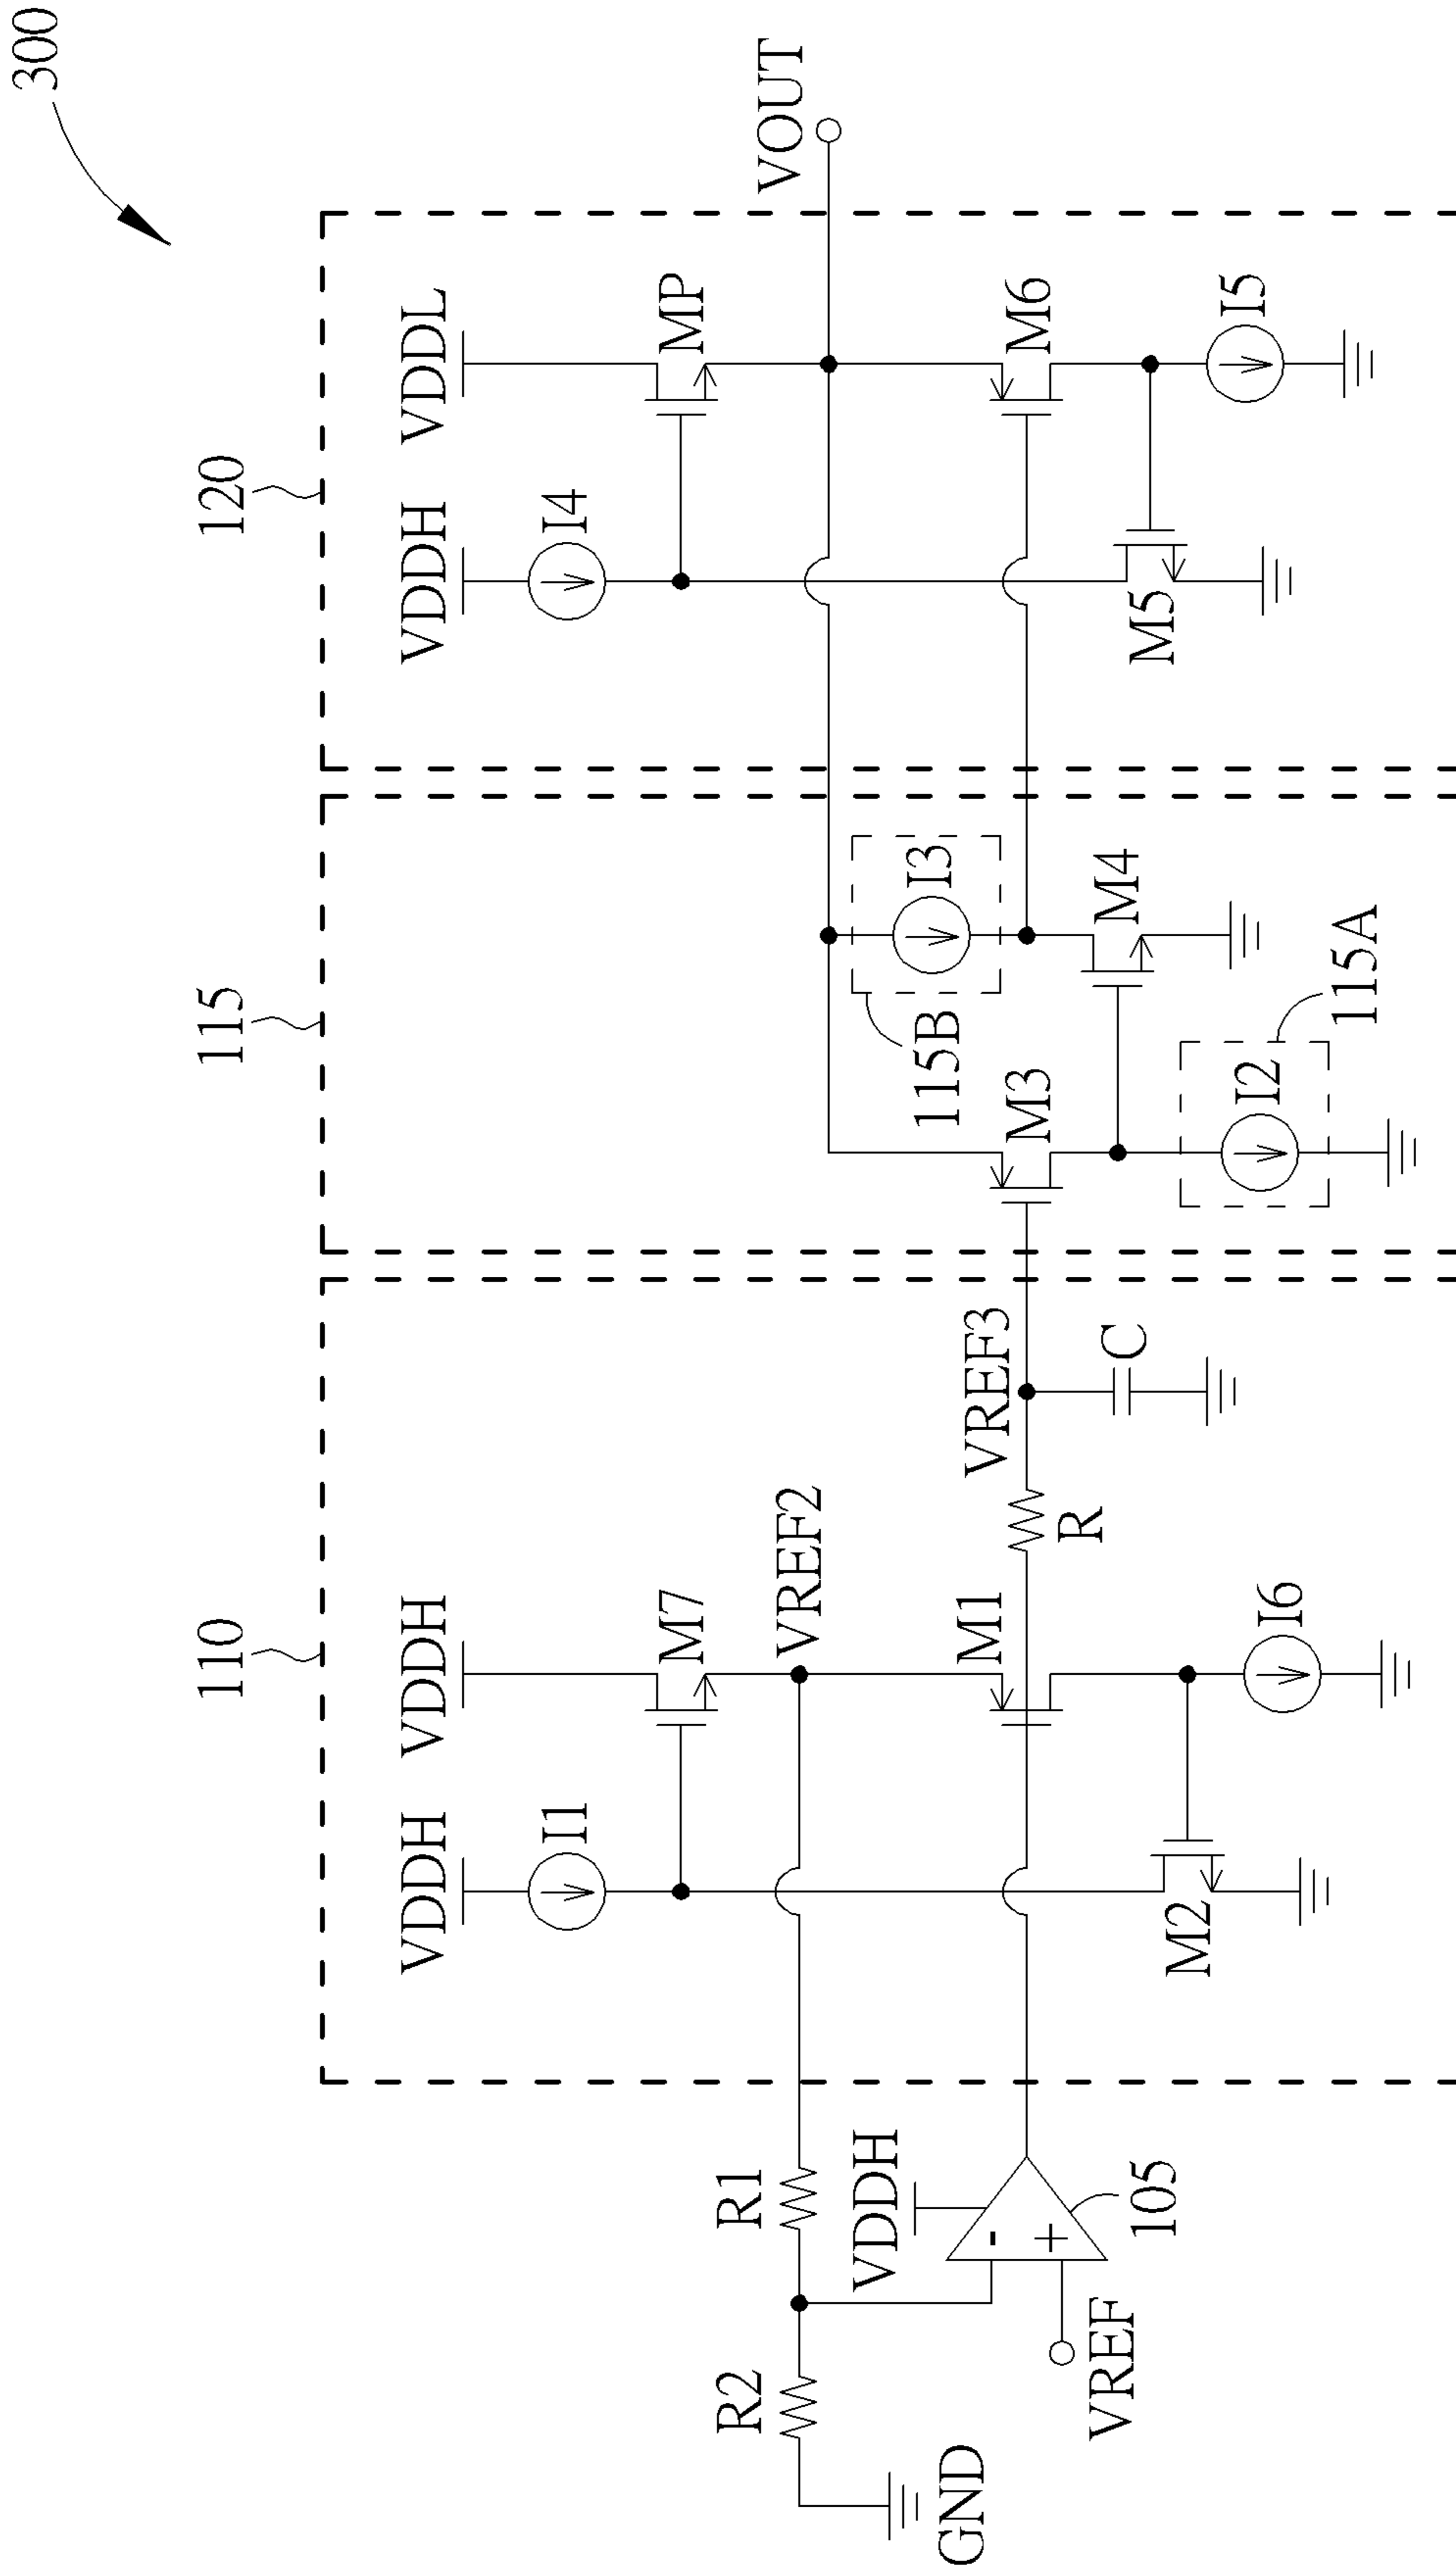 300
110
115
120
VDDH
VDDH
VDDH
VDDL
I1
I4
M7
MP
VOUT
R2
R1
VREF2
VDDH
GND
-
+
VREF
105
M1
R
VREF3
C
M3
I3
115B
M4
M6
M2
I6
I2
115A
M5
I5